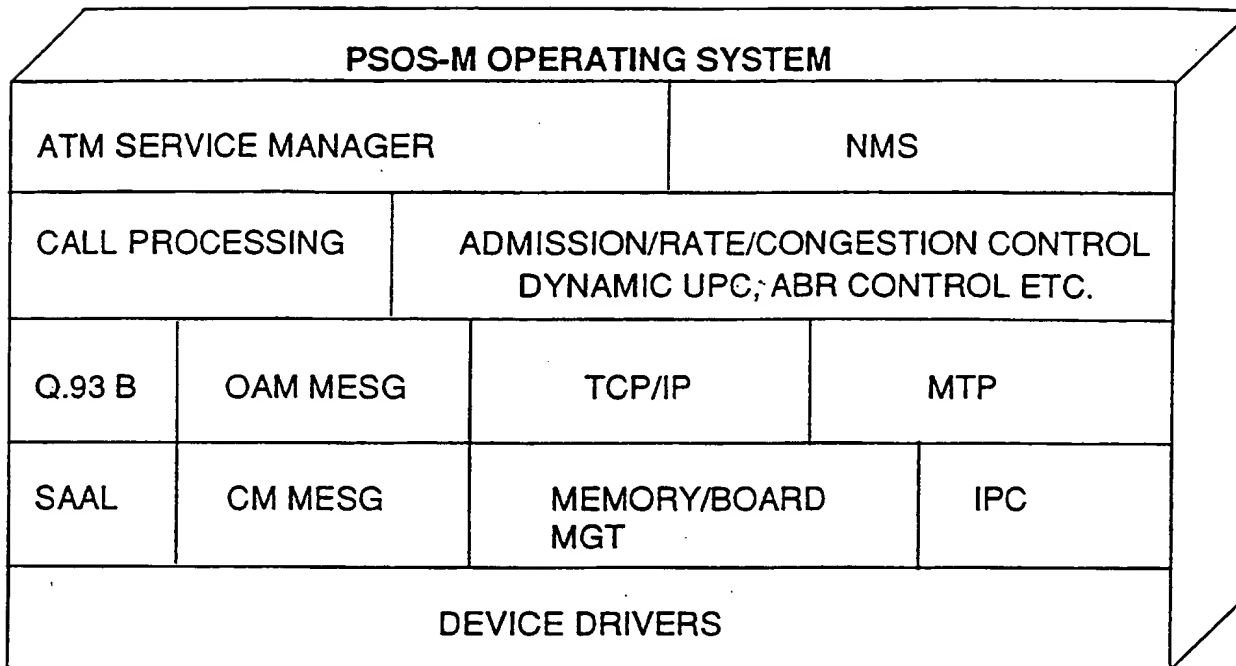 PSOS-M OPERATING SYSTEM
ATM SERVICE MANAGER
NMS
CALL PROCESSING
ADMISSION/RATE/CONGESTION CONTROL
DYNAMIC UPC, ABR CONTROL ETC.
Q.93 B
OAM MESG
TCP/IP
MTP
SAAL
CM MESG
MEMORY/BOARD
MGT
IPC
DEVICE DRIVERS